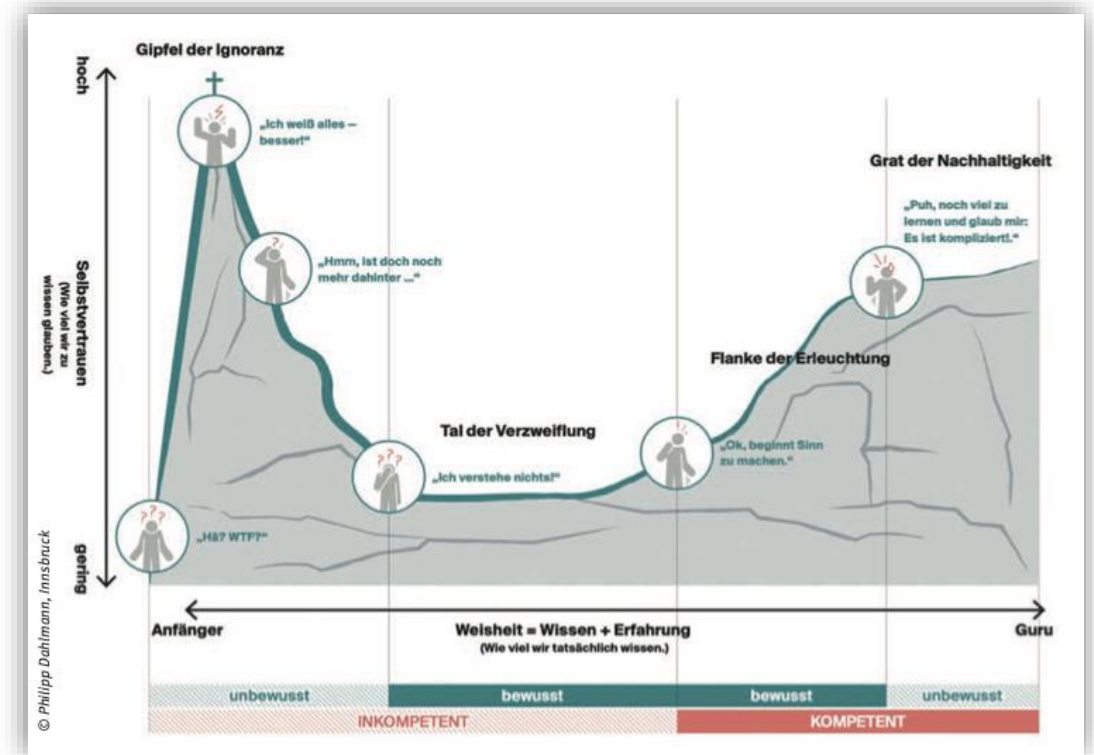 Gipfel der Ignoranz
hoch
„Ich weiß alles –
besser!“
Grat der Nachhaltigkeit
„Puh, noch viel zu
lernen und glaub mir:
Es ist kompliziert!.“
„Hmm, ist doch noch
mehr dahinter ...“
Selbstvertrauen
(Wie viel wir zu
wissen glauben.)
Flanke der Erleuchtung
Tal der Verzweiflung
„Ok, beginnt Sinn
zu machen.“
„Ich verstehe nichts!“
???
„Hä? WTF?“
???
gering
Anfänger
Weisheit = Wissen + Erfahrung
(Wie viel wir tatsächlich wissen.)
Guru
unbewusst
bewusst
bewusst
unbewusst
INKOMPETENT
KOMPETENT
© Philipp Dahlmann, Innsbruck